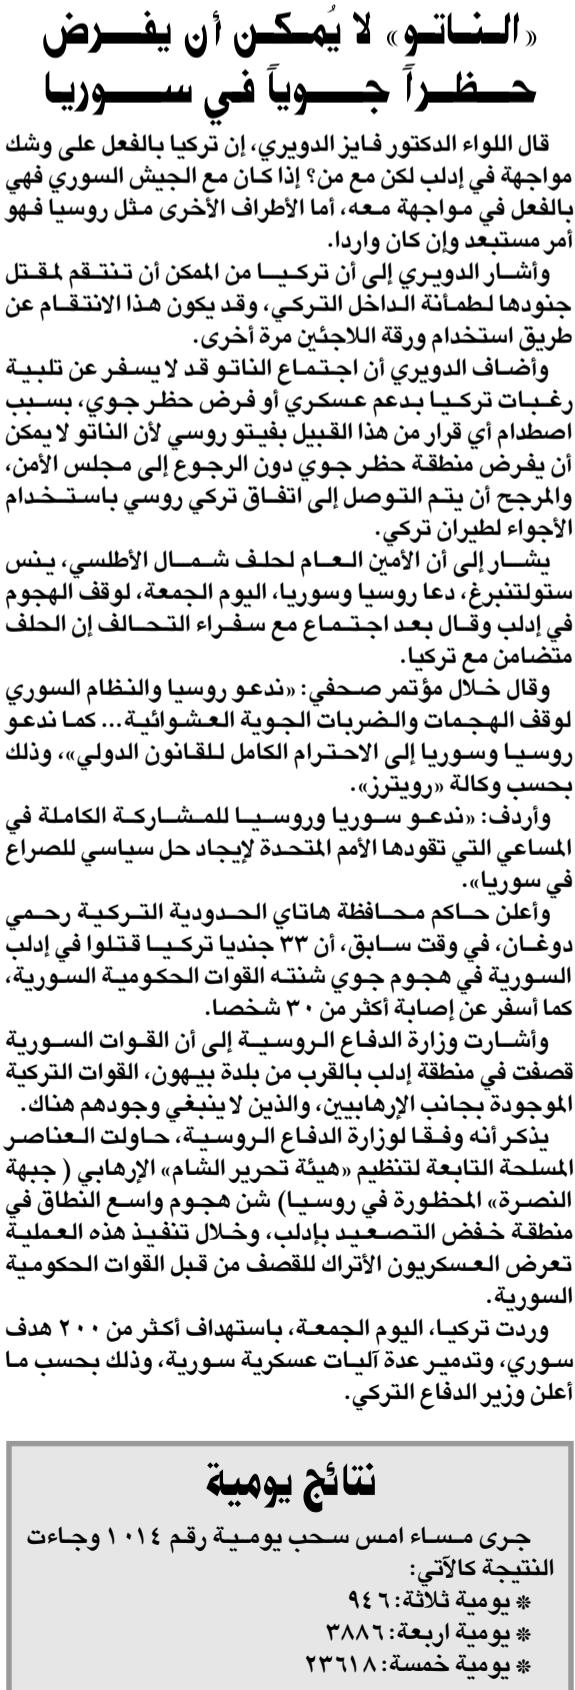 «الناتو» لا يُمكن أن يفرض
حظراً جوياً في سوريا
قال اللواء الدكتور فايز الدويري، إن تركيا بالفعل على وشك
مواجهة في إدلب لكن مع من؟ إذا كان مع الجيش السوري فهي
بالفعل في مواجهة معه، أما الأطراف الأخرى مثل روسيا فهو
أمر مستبعد وإن كان واردا.
وأشار الدويري إلى أن تركيا من الممكن أن تنتقم لمقتل
جنودها لطمأنة الداخل التركي، وقد يكون هذا الانتقام عن
طريق استخدام ورقة اللاجئين مرة أخرى.
وأضاف الدويري أن اجتماع الناتو قد لا يسفر عن تلبية
رغبات تركيا بدعم عسكري أو فرض حظر جوي، بسبب
اصطدام أي قرار من هذا القبيل بفيتو روسي لأن الناتو لا يمكن
أن يفرض منطقة حظر جوي دون الرجوع إلى مجلس الأمن،
والمرجح أن يتم التوصل إلى اتفاق تركي روسي باستخدام
الأجواء لطيران تركي.
يشار إلى أن الأمين العام لحلف شمال الأطلسي، ينس
ستولتنبرغ، دعا روسيا وسوريا، اليوم الجمعة، لوقف الهجوم
في إدلب وقال بعد اجتماع مع سفراء التحالف إن الحلف
متضامن مع تركيا.
وقال خلال مؤتمر صحفي: «ندعو روسيا والنظام السوري
لوقف الهجمات والضربات الجوية العشوائية... كما ندعو
روسيا وسوريا إلى الاحترام الكامل للقانون الدولي»، وذلك
بحسب وكالة «رويترز».
وأردف: «ندعو سوريا وروسيا للمشاركة الكاملة في
المساعي التي تقودها الأمم المتحدة لإيجاد حل سياسي للصراع
في سوريا».
وأعلن حاكم محافظة هاتاي الحدودية التركية رحمي
دوغان، في وقت سابق، أن ٣٣ جنديا تركيا قتلوا في إدلب
السورية في هجوم جوي شنته القوات الحكومية السورية،
كما أسفر عن إصابة أكثر من ٣٠ شخصا.
وأشارت وزارة الدفاع الروسية إلى أن القوات السورية
قصفت في منطقة إدلب بالقرب من بلدة بيهون، القوات التركية
الموجودة بجانب الإرهابيين، والذين لا ينبغي وجودهم هناك.
يذكر أنه وفقا لوزارة الدفاع الروسية، حاولت العناصر
المسلحة التابعة لتنظيم «هيئة تحرير الشام» الإرهابي ( جبهة
النصرة» المحظورة في روسيا) شن هجوم واسع النطاق في
منطقة خفض التصعيد بإدلب، وخلال تنفيذ هذه العملية
تعرض العسكريون الأتراك للقصف من قبل القوات الحكومية
السورية.
وردت تركيا، اليوم الجمعة، باستهداف أكثر من ٢٠٠ هدف
سوري، وتدمير عدة آليات عسكرية سورية، وذلك بحسب ما
أعلن وزير الدفاع التركي.
نتائج يومية
جرى مساء امس سحب يومية رقم ١٠١٤ وجاءت
النتيجة كالآتي:
* يومية ثلاثة: ٩٤٦
* يومية اربعة: ٣٨٨٦
* يومية خمسة: ٢٣٦١٨